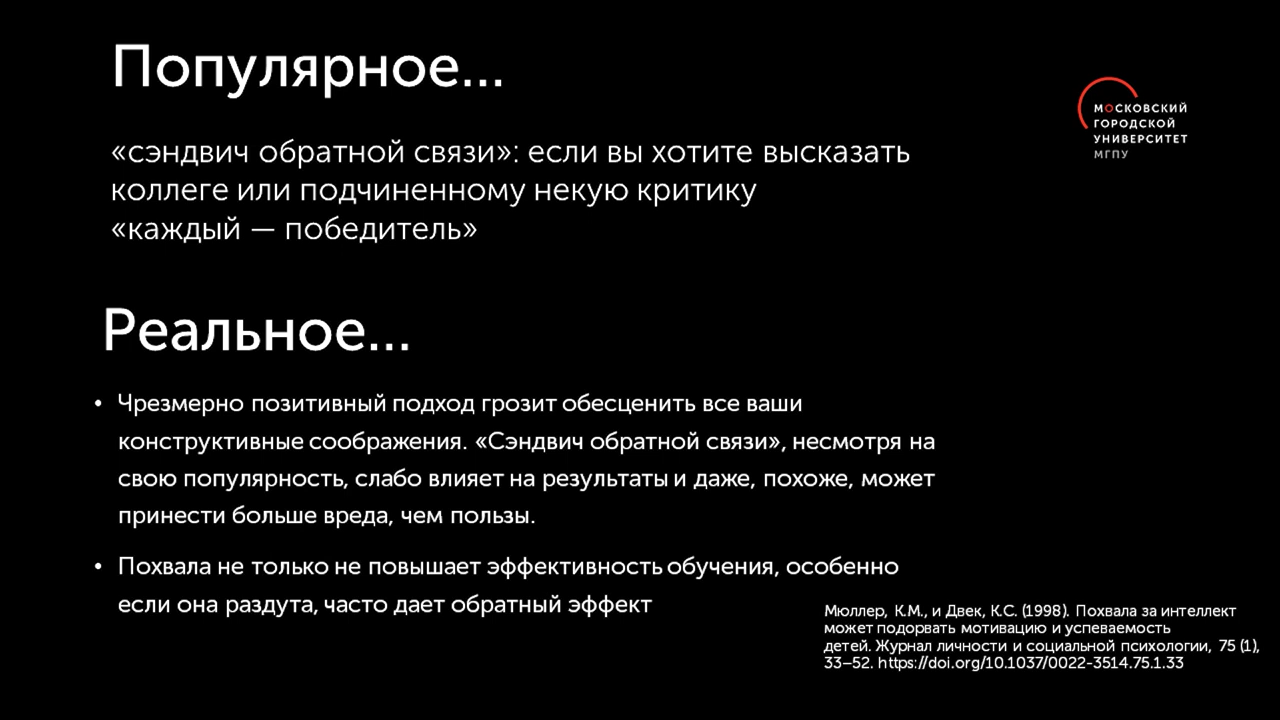 Популярное...
МОСКОВСКИЙ
ГОРОДСКОЙ
УНИВЕРСИТЕТ
МГПУ
«сэндвич обратной связи»: если вы хотите высказать
коллеге или подчиненному некую критику
«каждый — победитель»
Реальное...
• Чрезмерно позитивный подход грозит обесценить все ваши
конструктивные соображения. «Сэндвич обратной связи», несмотря на
свою популярность, слабо влияет на результаты и даже, похоже, может
принести больше вреда, чем пользы.
• Похвала не только не повышает эффективность обучения, особенно
если она раздута, часто дает обратный эффект
Мюллер, К.М., и Двек, К.С. (1998). Похвала за интеллект
может подорвать мотивацию и успеваемость
детей. Журнал личности и социальной психологии, 75 (1),
33–52. https://doi.org/10.1037/0022-3514.75.1.33